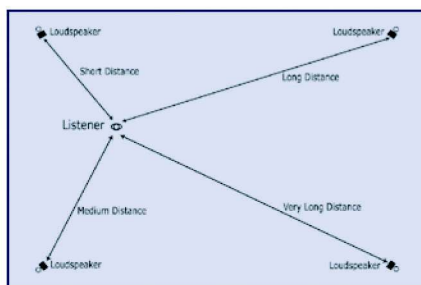 Loudspeaker
Loudspeaker
Short Distance
Long Distance
Listener
Medium Distance
Very Long Distance
Loudspeaker
Loudspeaker